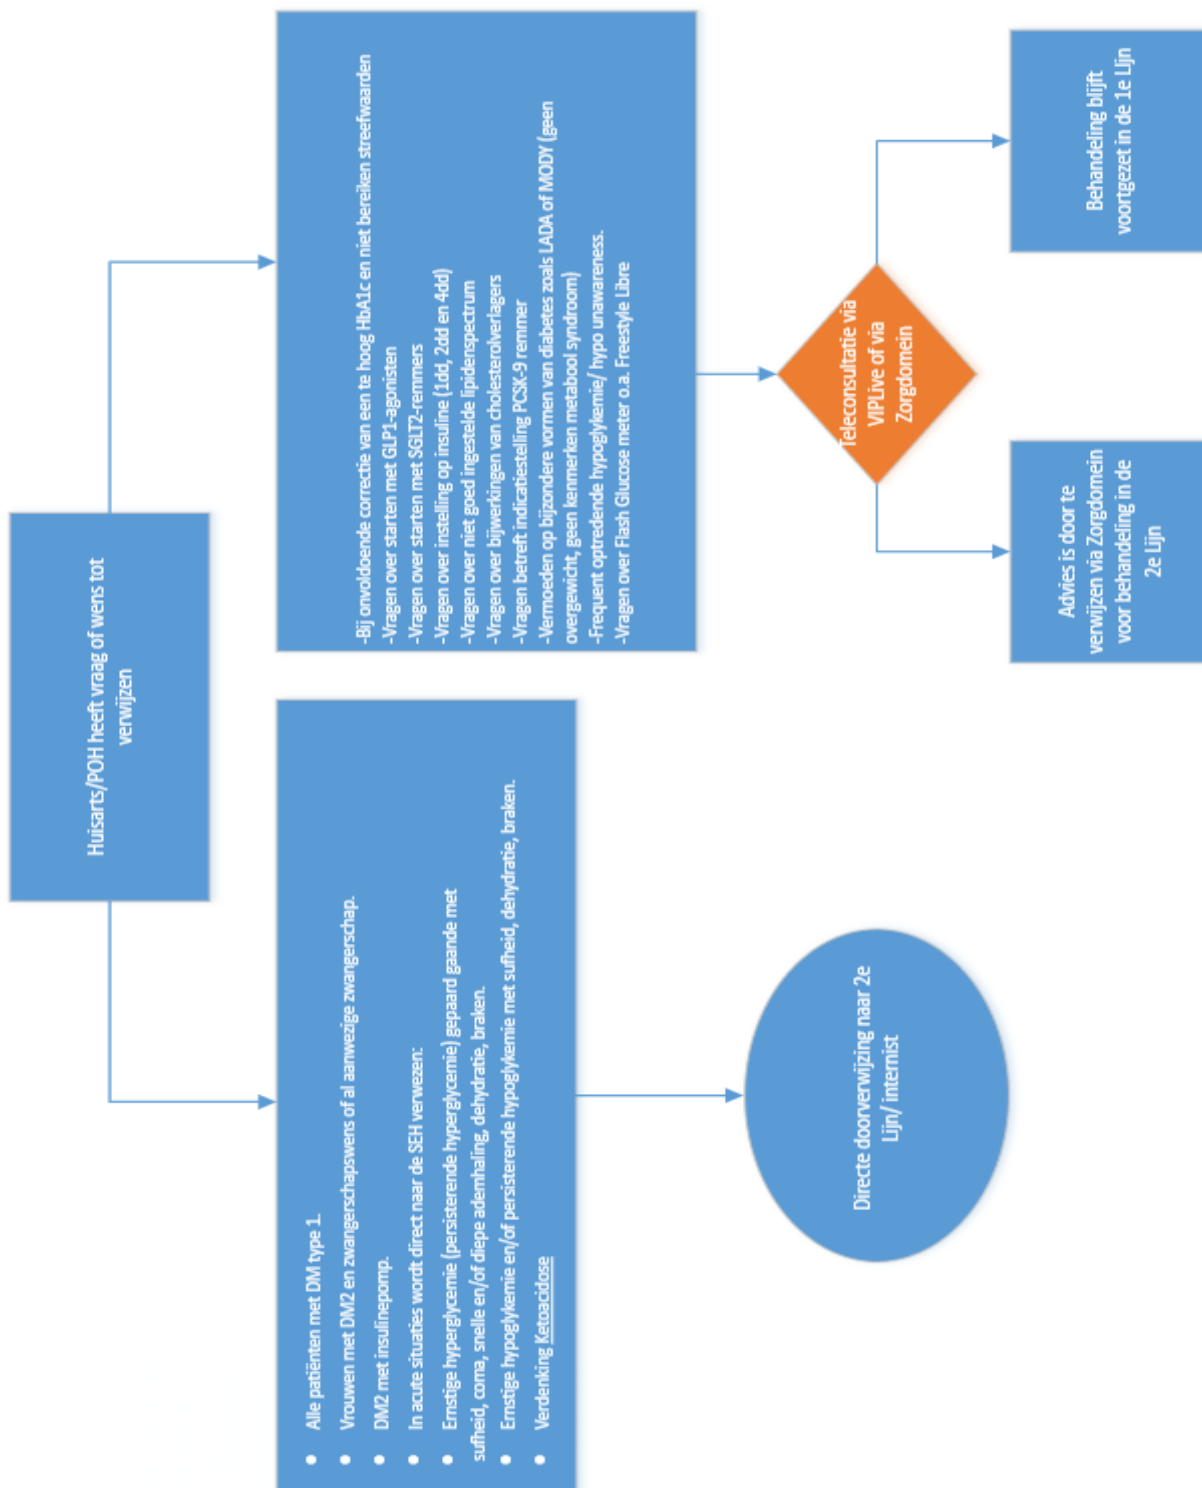 Huisarts/POH heeft vraag of wens tot
verwijzen
Alle patiënten met DM type 1.
Vrouwen met DM2 en zwangerschapswens of al aanwezige zwangerschap.
DM2 met insulinepomp.
In acute situaties wordt direct naar de SEH verwezen:
Ernstige hyperglycemie (persisterende hyperglycemie) gepaard gaande met
sufheid, coma, snelle en/of diepe ademhaling, dehydratie, braken.
Ernstige hypoglykemie en/of persisterende hypoglykemie met sufheid, dehydratie, braken.
Verdenking Ketoacidose
Directe doorverwijzing naar 2e
Lijn/ internist
-Bij onvoldoende correctie van een te hoog HbA1c en niet bereiken streefwaarden
-Vragen over starten met GLP1-agonisten
-Vragen over starten met SGLT2-remmers
-Vragen over instelling op insuline (1dd, 2dd en 4dd)
-Vragen over niet goed ingestelde lipidenspectrum
-Vragen over bijwerkingen van cholesterolverlagers
-Vragen betreft indicatiestelling PCSK-9 remmer
-Vermoeden op bijzondere vormen van diabetes zoals LADA of MODY (geen
overgewicht, geen kenmerken metabool syndroom)
-Frequent optredende hypoglykemie/ hypo unawareness.
-Vragen over Flash Glucose meter o.a. Freestyle Libre
Teleconsultatie via
VIPLive of via
Zorgdomein
Advies is door te
verwijzen via Zorgdomein
voor behandeling in de
2e Lijn
Behandeling blijft
voortgezet in de 1e Lijn